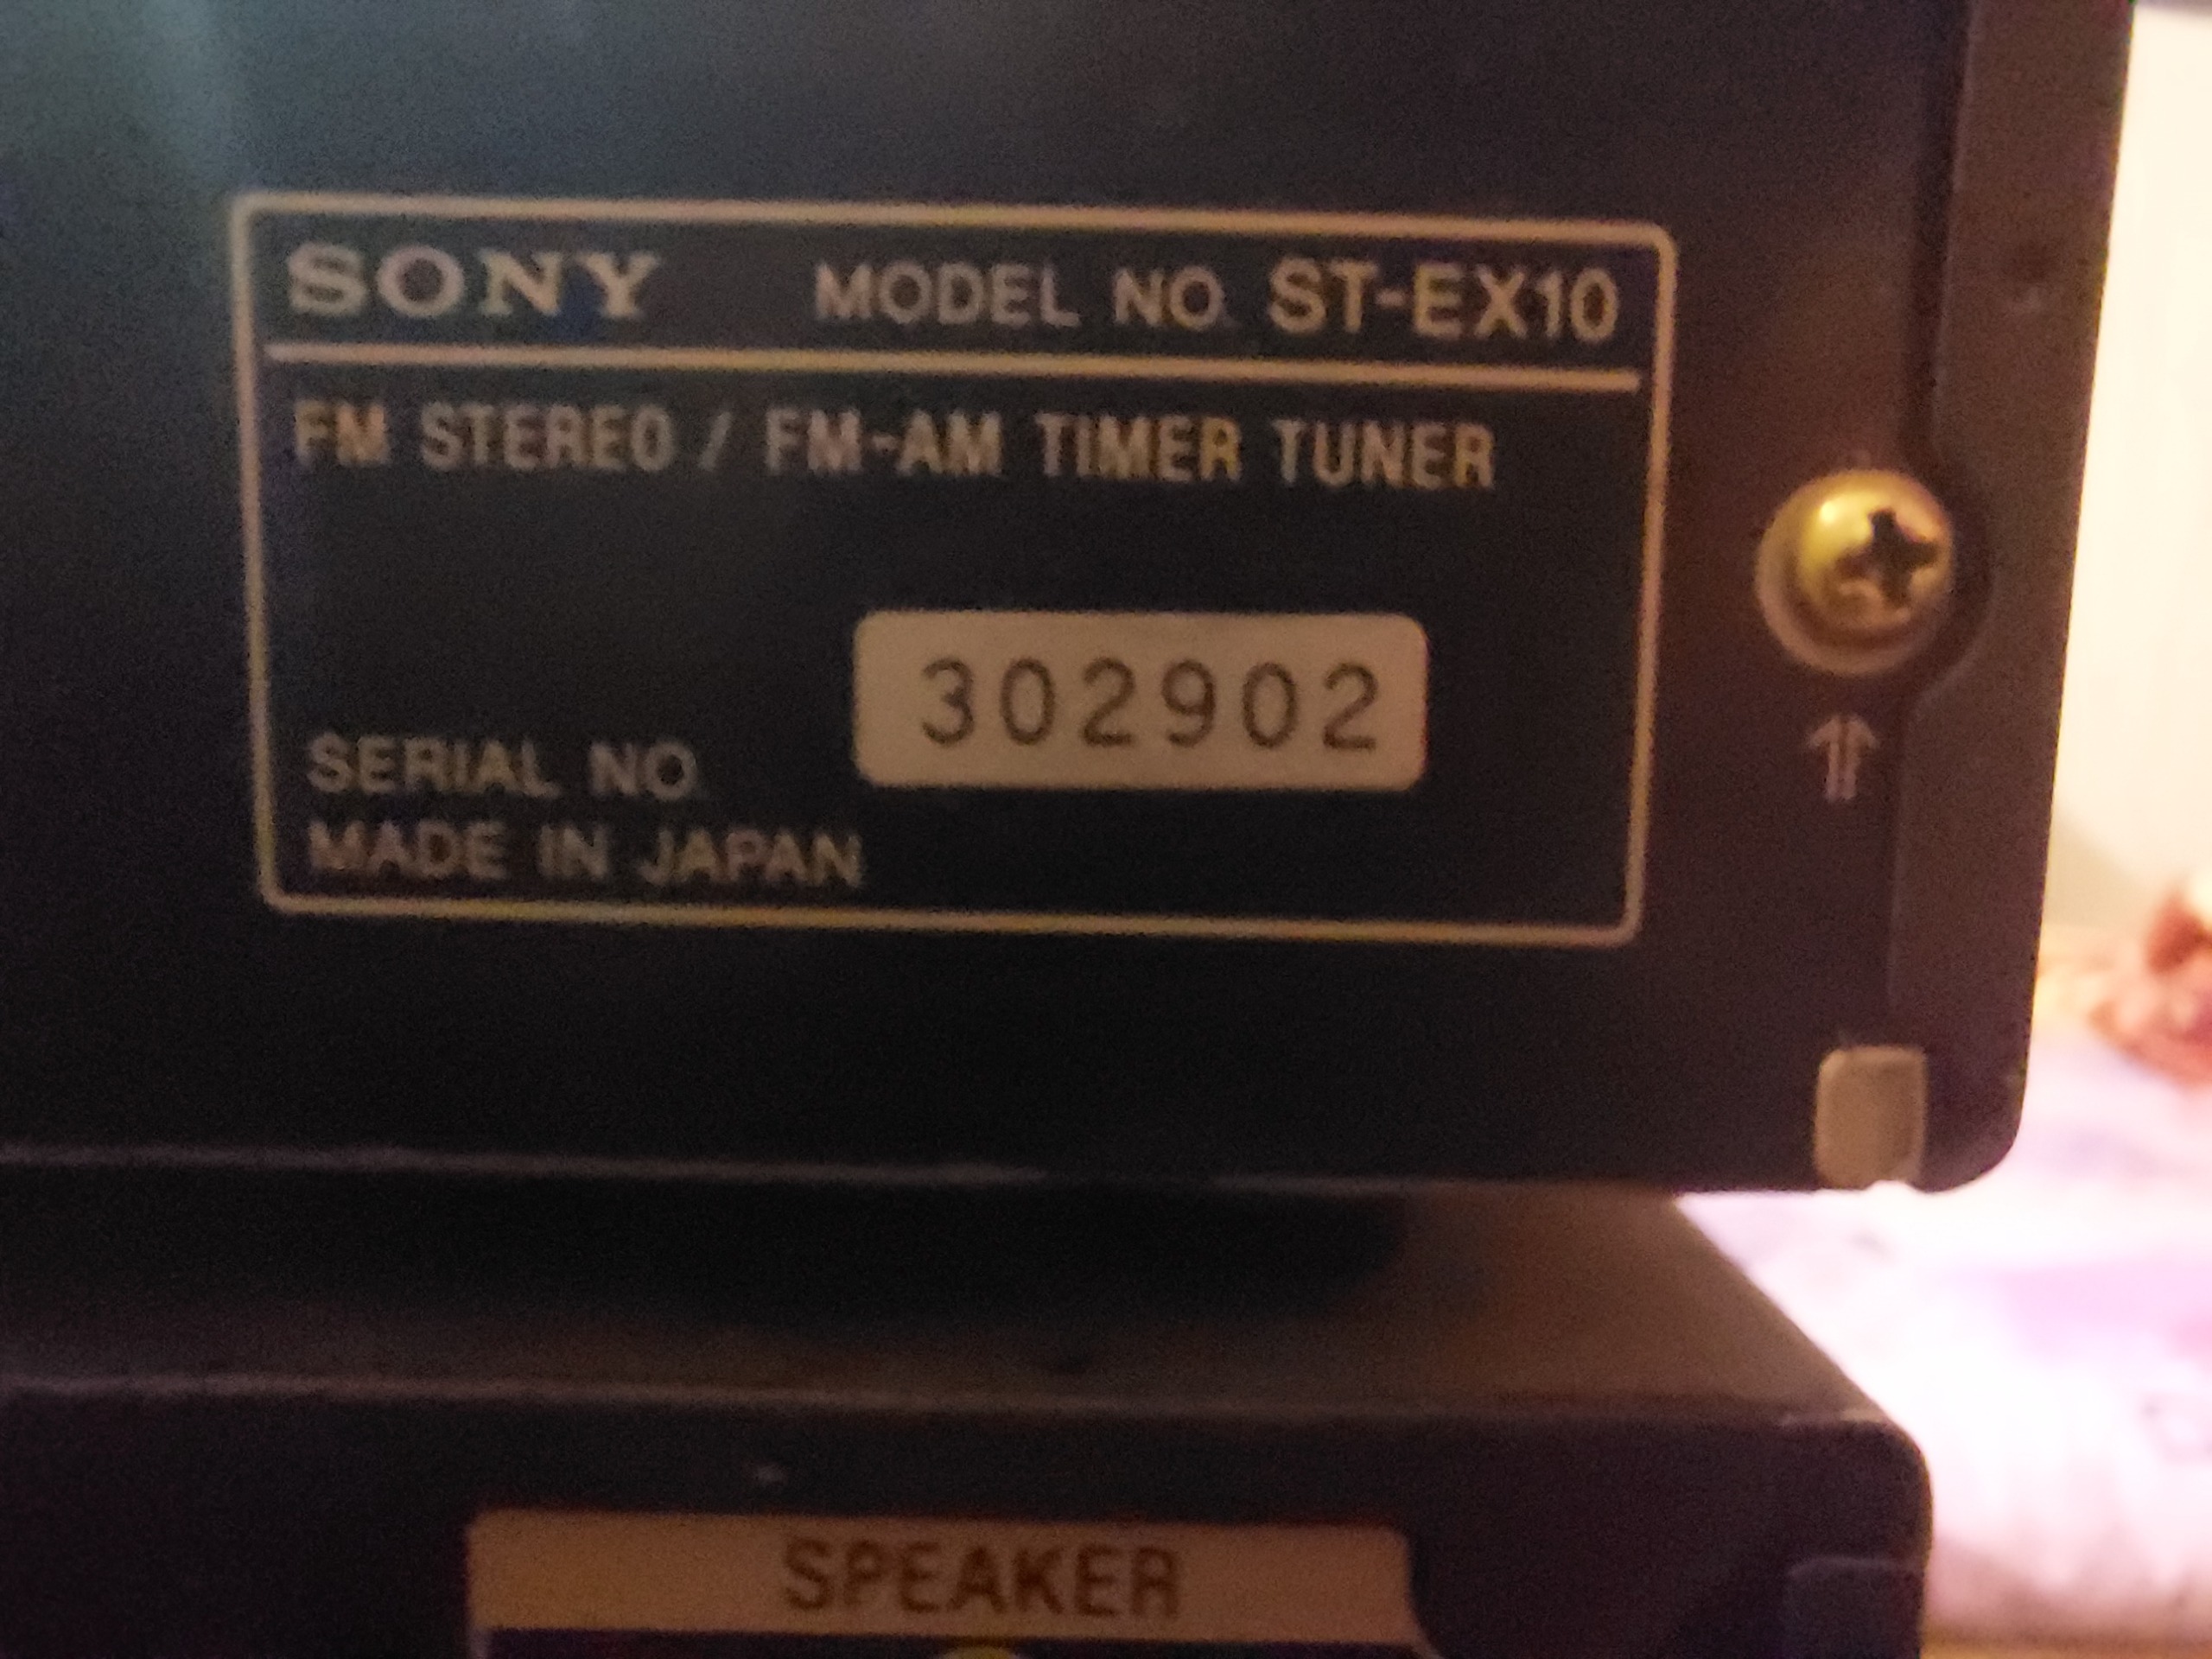 SONY MODEL NO. ST-EX10
FM STEREO / FM-AM TIMER TUNER
302902
SERIAL NO.
MADE IN JAPAN
SPEAKER